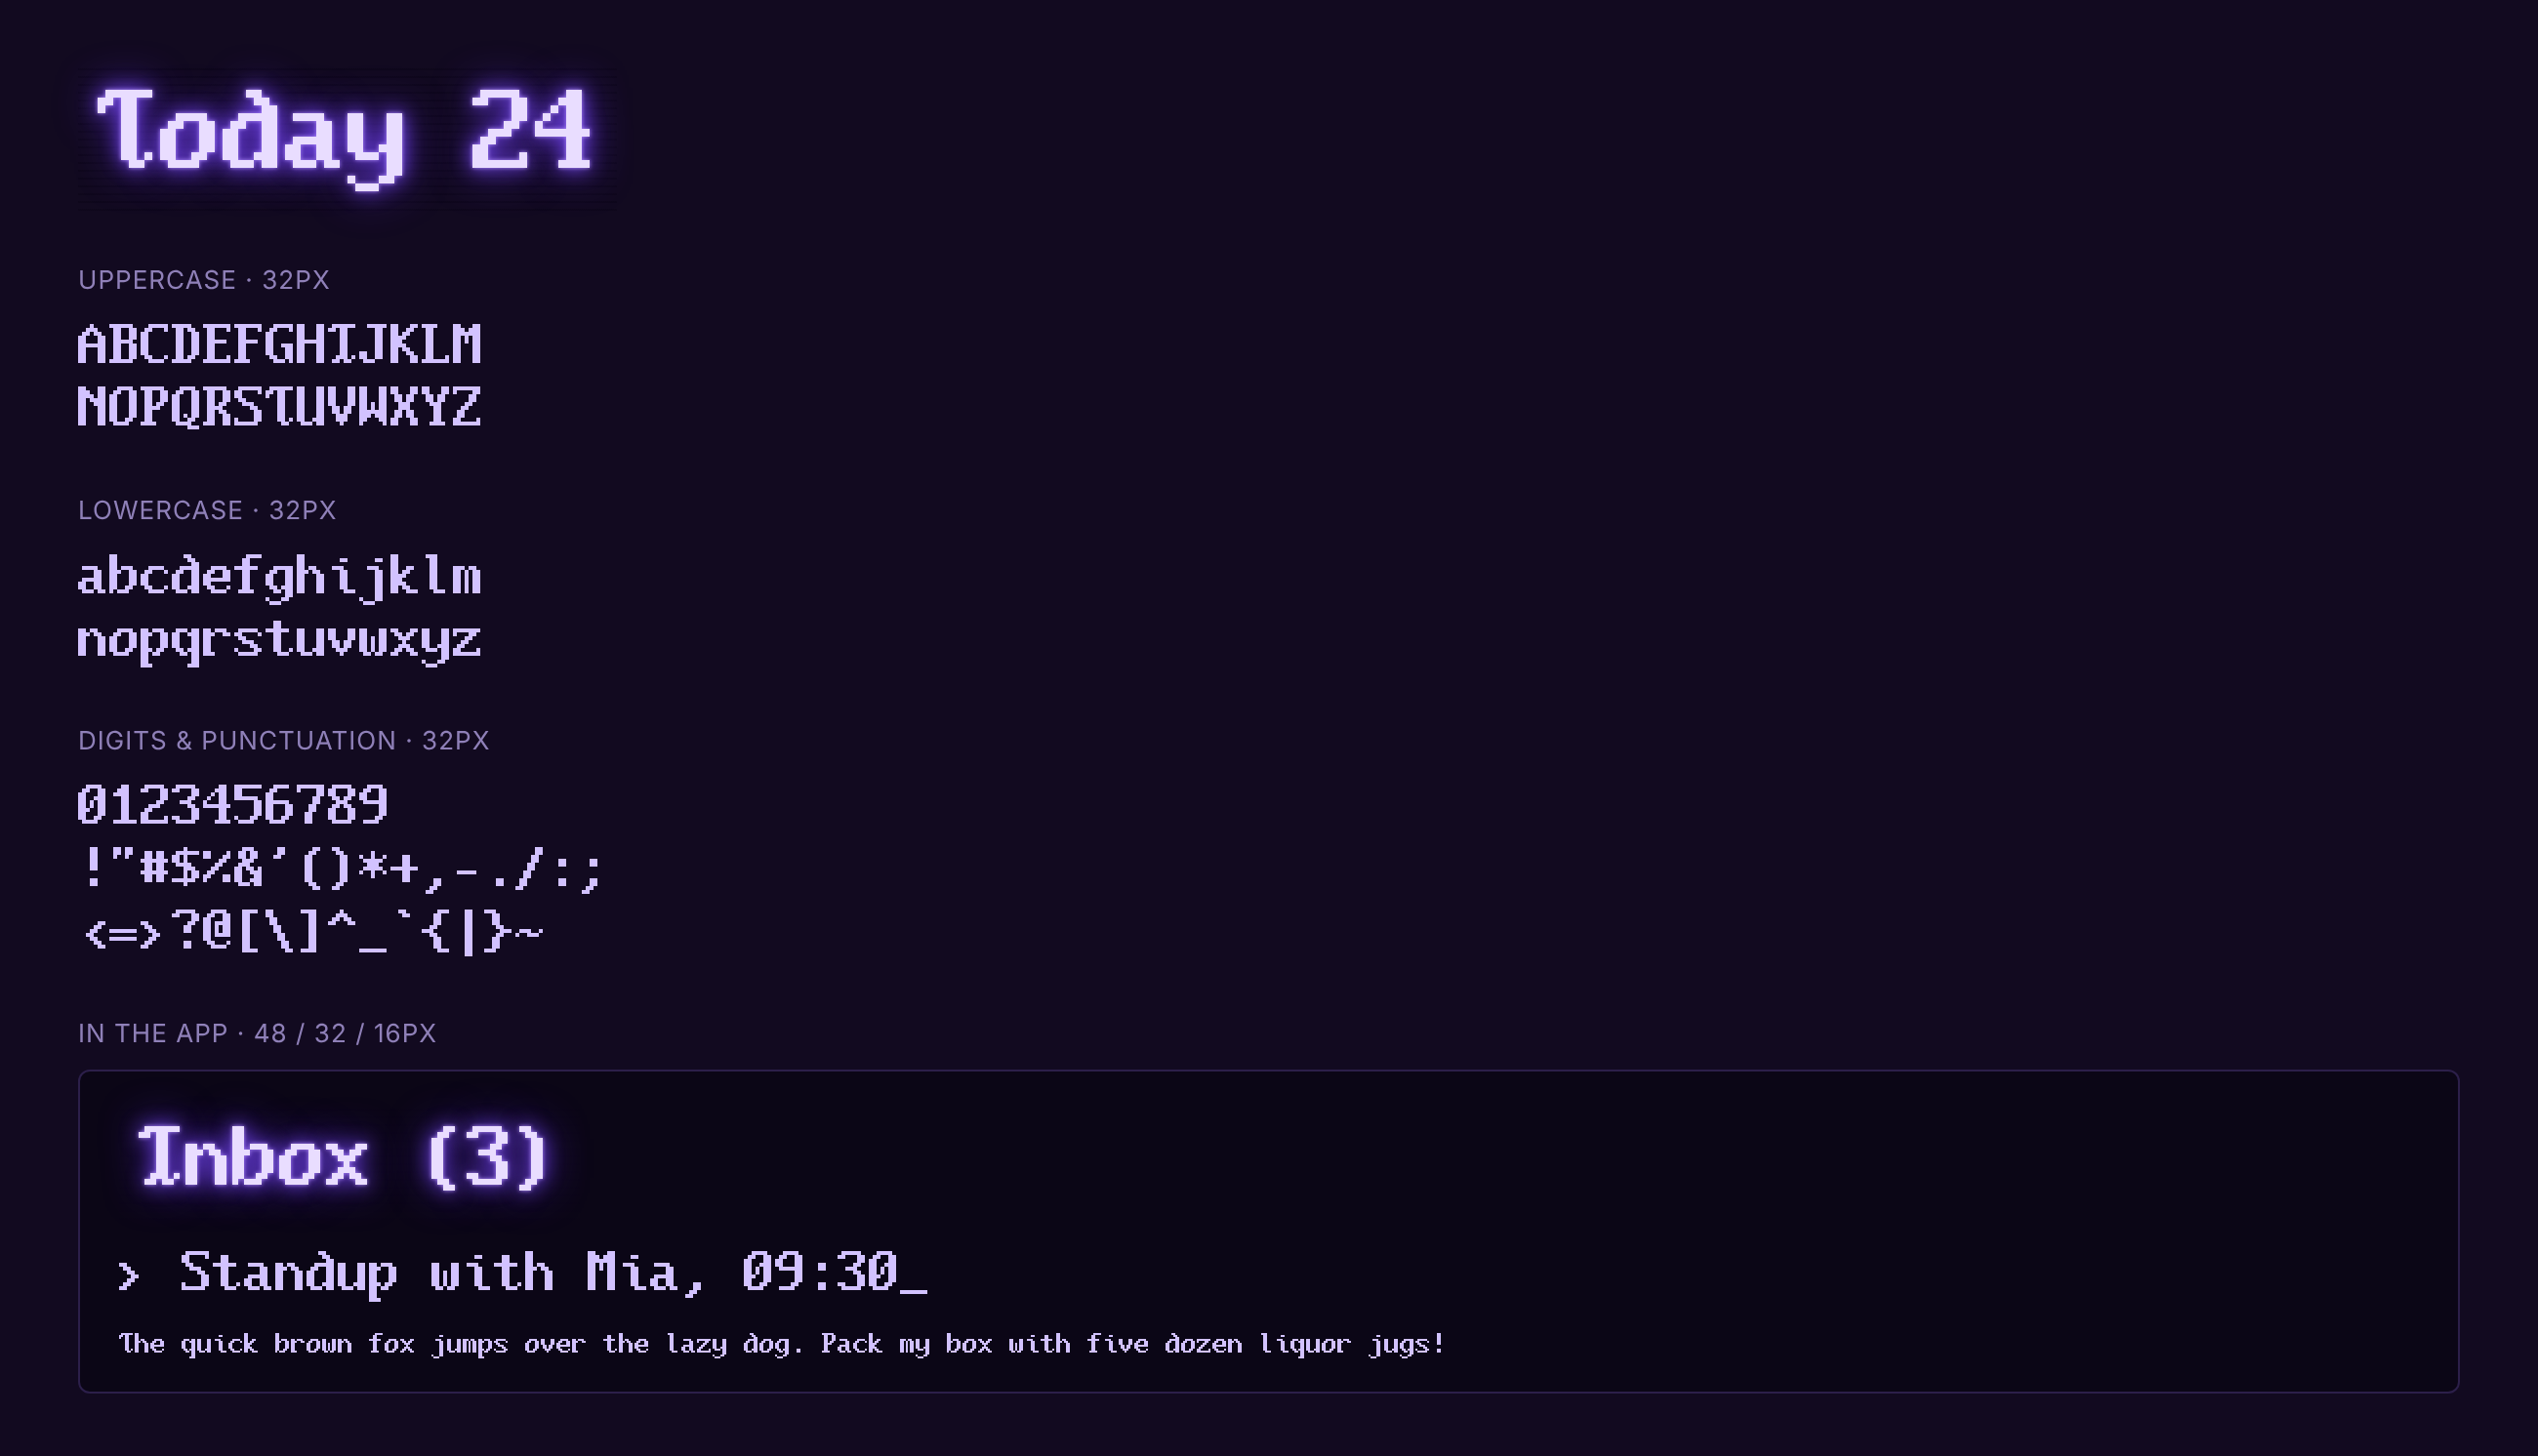 Today 24
UPPERCASE · 32PX
ABCDEFGHIJKLM
NOPQRSTUVWXYZ
LOWERCASE · 32PX
abcdefghijklm
nopqrstuvwxyz
DIGITS & PUNCTUATION · 32PX
0123456789
!"#$%&'()*+,-./:;
<=>?@[\]^_`{|}~
IN THE APP · 48 / 32 / 16PX
Inbox (3)
> Standup with Mia, 09:30_
The quick brown fox jumps over the lazy dog. Pack my box with five dozen liquor jugs!